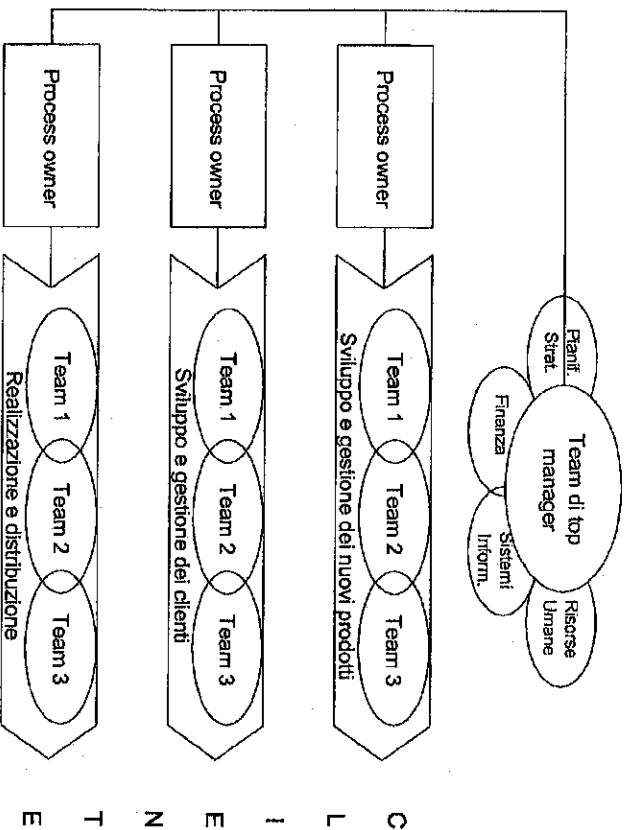 Team di top
manager
Pianif.
Strat.
Finanza
Sistemi
Inform.
Risorse
Umane
Process owner
Team 1
Team 2
Team 3
Sviluppo e gestione dei nuovi prodotti
Process owner
Team 1
Team 2
Team 3
Sviluppo e gestione dei clienti
Process owner
Team 1
Team 2
Team 3
Realizzazione e distribuzione
C
L
I
E
N
T
E